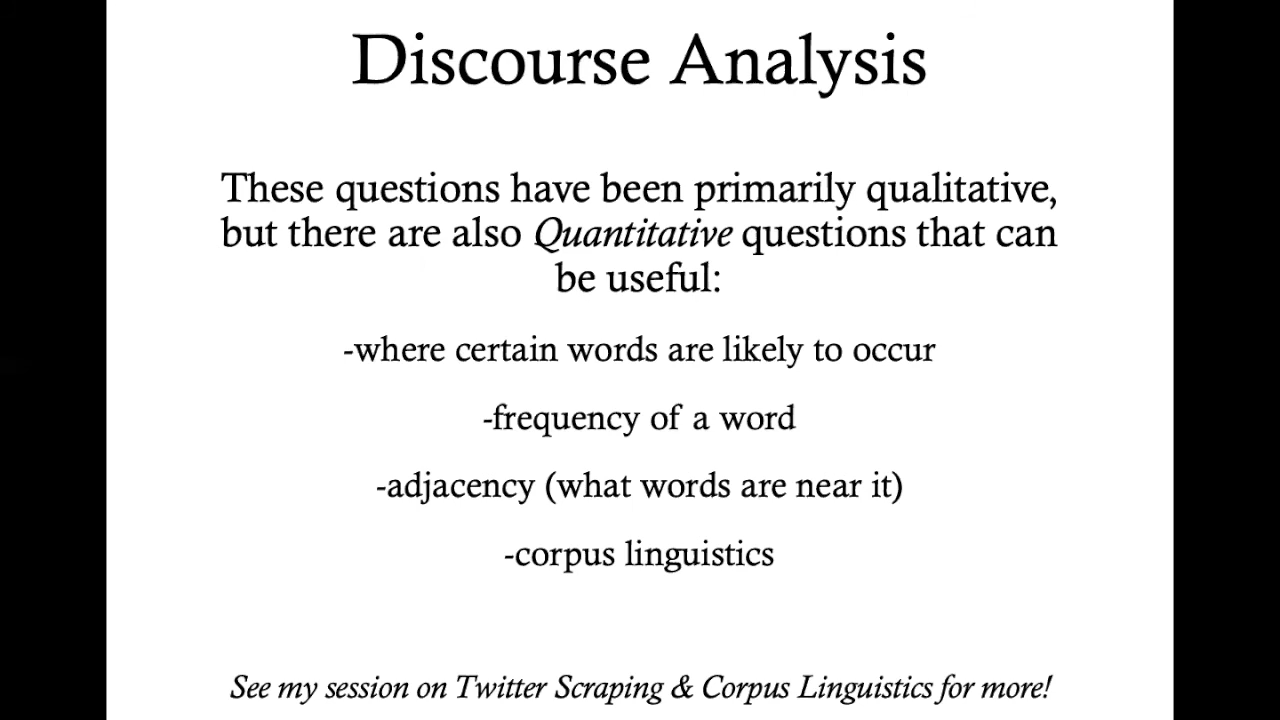 Discourse Analysis
These questions have been primarily qualitative,
but there are also Quantitative questions that can
be useful:
-where certain words are likely to occur
-frequency of a word
-adjacency (what words are near it)
-corpus linguistics
See my session on Twitter Scraping & Corpus Linguistics for more!